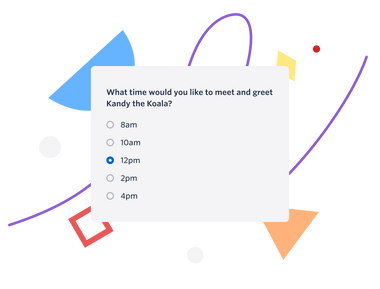 What time would you like to meet and greet
Kandy the Koala?
8am
10am
12pm
2pm
4pm